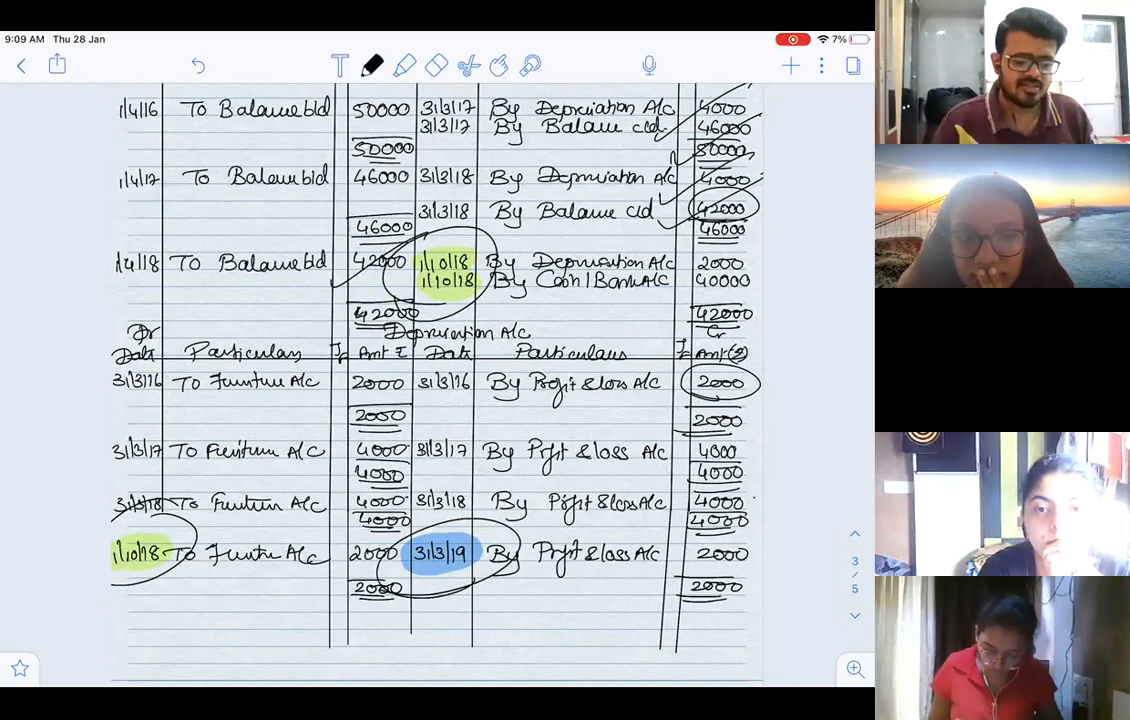 9:09 AM Thu 28 Jan 7%
1/4/16 To Balance b/d 50000 31/3/17 By Depreciation A/c 4000
31/3/17 By Balance c/d 46000
50000 50000
1/4/17 To Balance b/d 46000 31/3/18 By Depreciation A/c 4000
31/3/18 By Balance c/d 42000
46000 46000
1/4/18 To Balance b/d 42000 1/10/18 By Depreciation A/c 2000
1/10/18 By Cash / Bank A/c 40000
42000 42000
Dr Depreciation A/c Cr
Date Particulars Jf Amt ₹ Date Particulars Jf Amt(₹)
31/3/16 To Furniture A/c 2000 31/3/16 By Profit & loss A/c 2000
2000 2000
31/3/17 To Furniture A/c 4000 31/3/17 By Profit & loss A/c 4000
4000 4000
31/3/18 To Furniture A/c 4000 31/3/18 By Profit & Loss A/c 4000
4000 4000
1/10/18 To Furniture A/c 2000 31/3/19 By Profit & loss A/c 2000
2000 2000
3
/
5